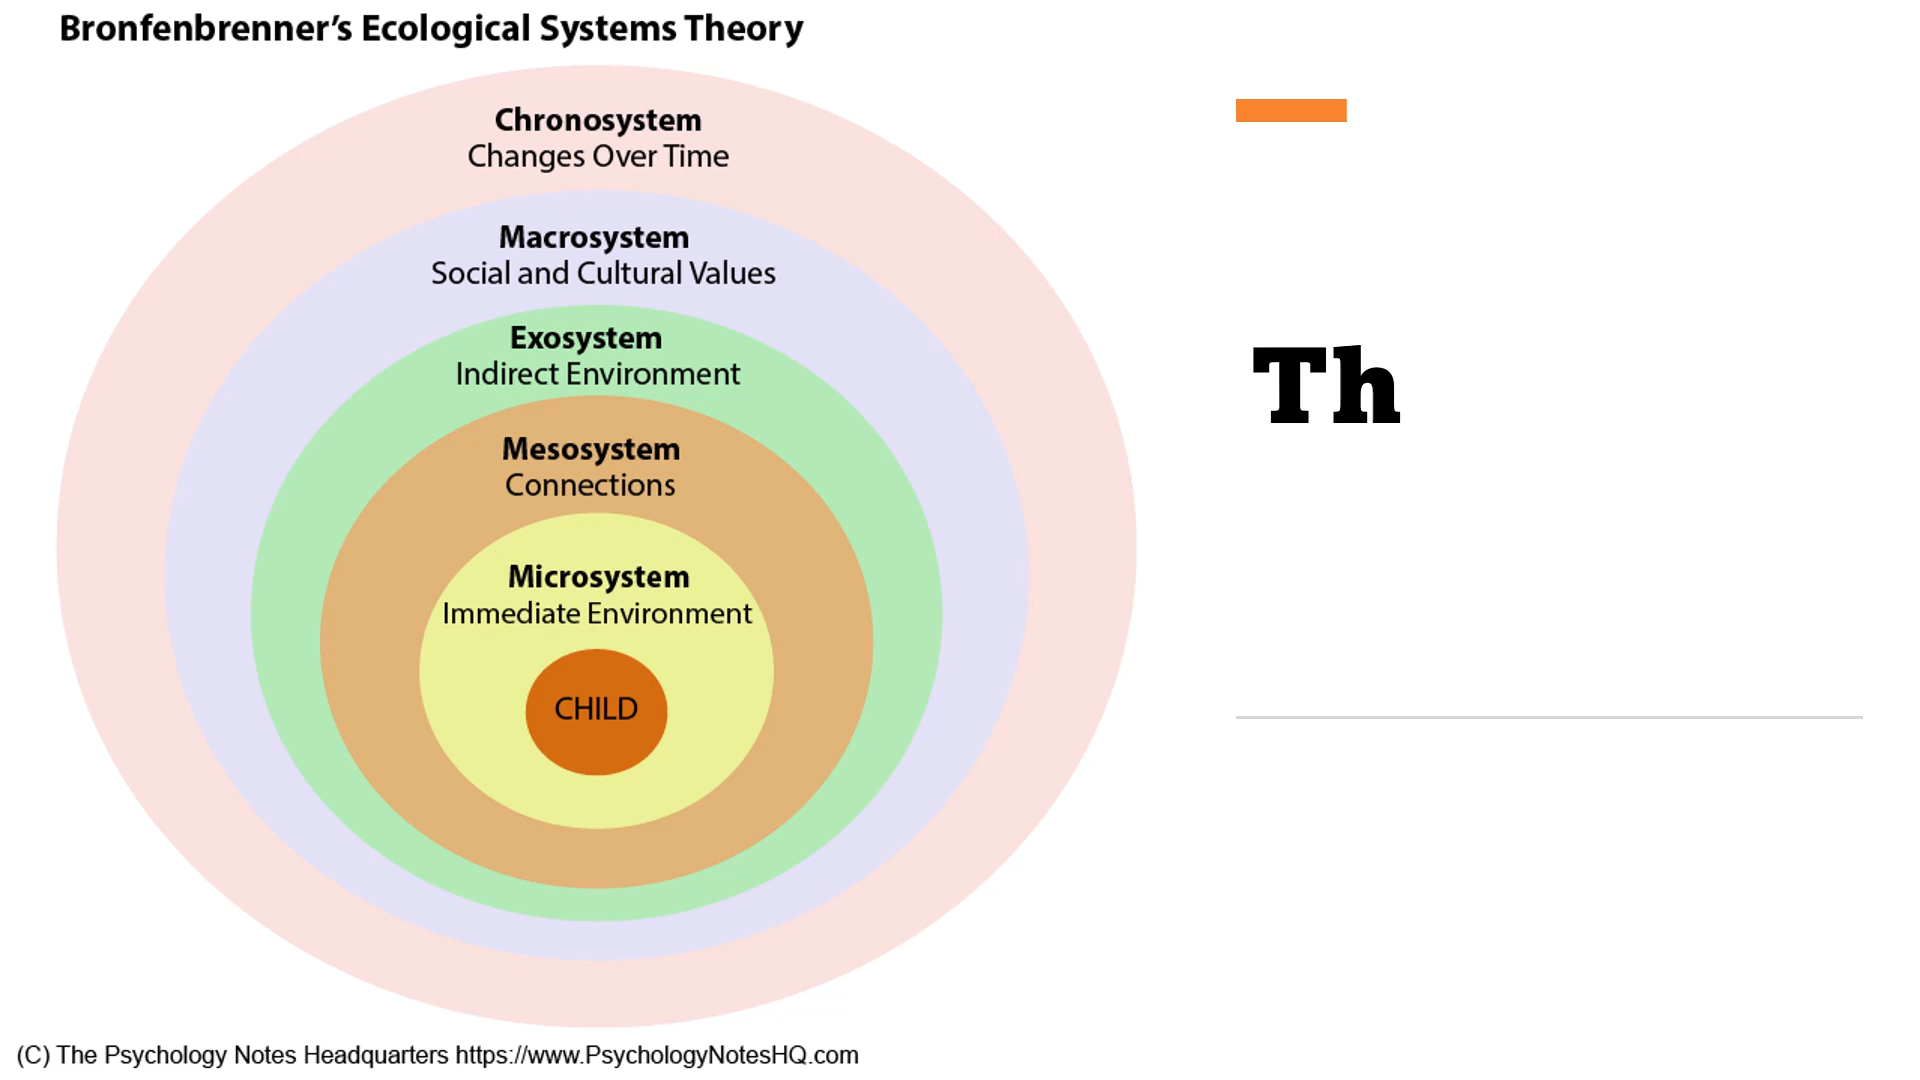 Bronfenbrenner’s Ecological Systems Theory
Chronosystem
Changes Over Time
Macrosystem
Social and Cultural Values
Exosystem
Indirect Environment
Mesosystem
Connections
Microsystem
Immediate Environment
CHILD
(C) The Psychology Notes Headquarters https://www.PsychologyNotesHQ.com
Th